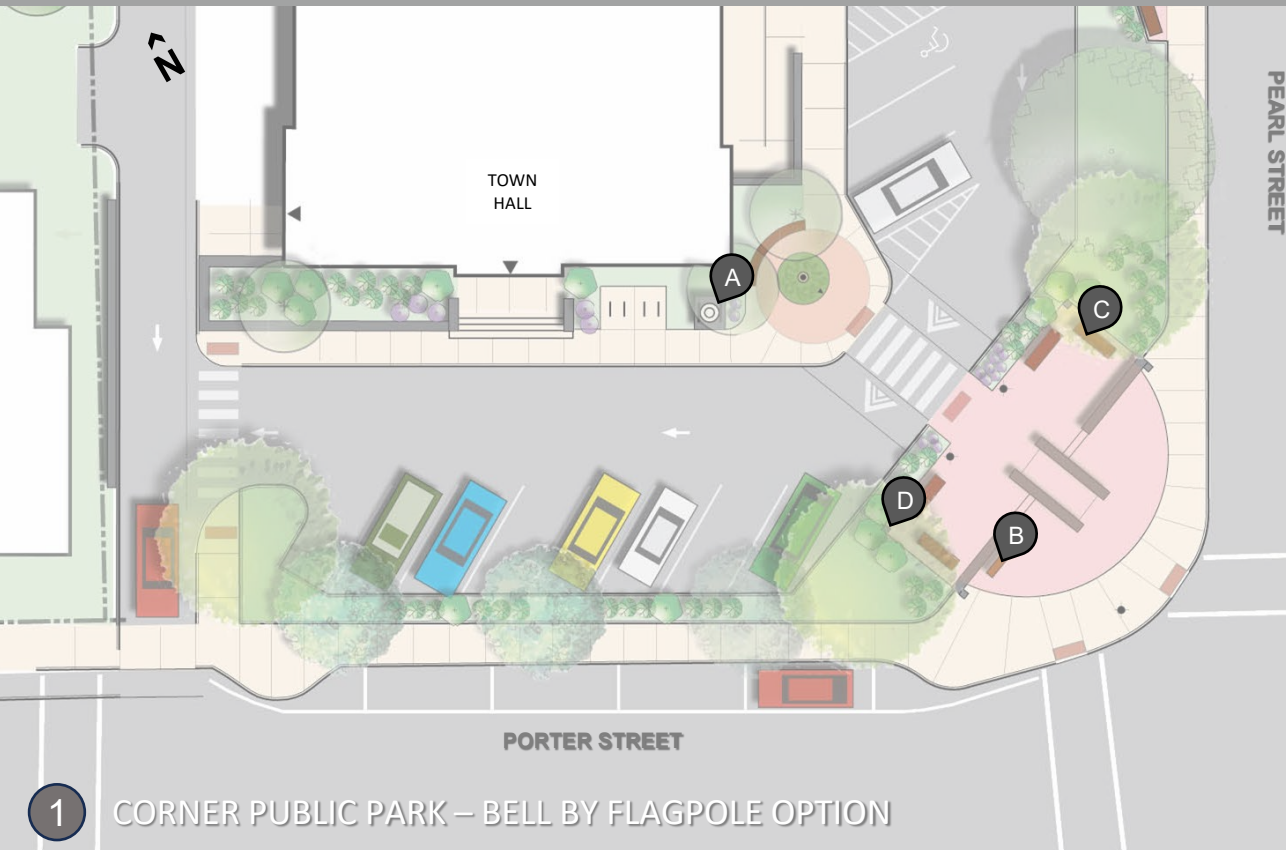 N
TOWN
HALL
PEARL STREET
A
C
D
B
PORTER STREET
1 CORNER PUBLIC PARK – BELL BY FLAGPOLE OPTION